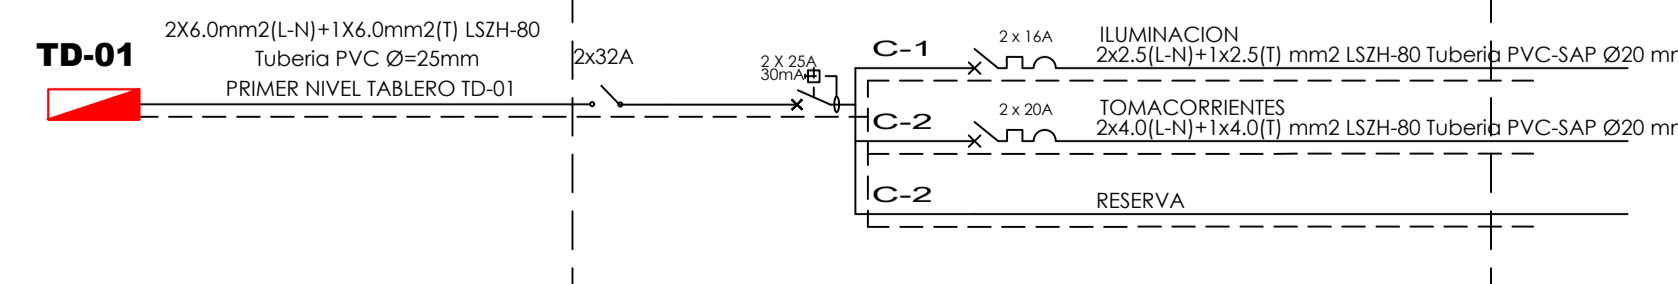 TD-01
2X6.0mm2(L-N)+1X6.0mm2(T) LSZH-80
Tuberia PVC Ø=25mm
PRIMER NIVEL TABLERO TD-01
2x32A
2 X 25A
30mA
C-1
2 x 16A
ILUMINACION
2x2.5(L-N)+1x2.5(T) mm2 LSZH-80 Tuberia PVC-SAP Ø20 mm
C-2
2 x 20A
TOMACORRIENTES
2x4.0(L-N)+1x4.0(T) mm2 LSZH-80 Tuberia PVC-SAP Ø20 mm
C-2
RESERVA